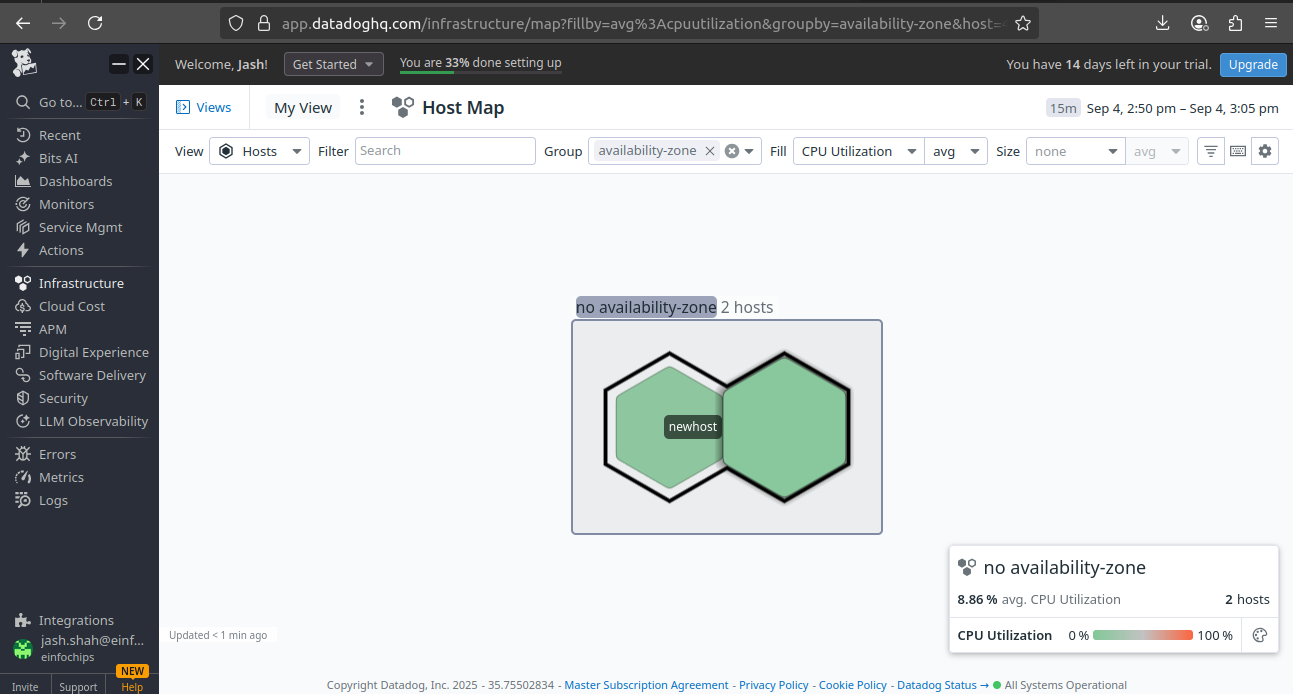 app.datadoghq.com/infrastructure/map?fillby=avg%3Acpuutilization&groupby=availability-zone&host=
Welcome, Jash!
Get Started
You are 33% done setting up
You have 14 days left in your trial.
Upgrade
Go to... Ctrl + K
Recent
Bits AI
Dashboards
Monitors
Service Mgmt
Actions
Infrastructure
Cloud Cost
APM
Digital Experience
Software Delivery
Security
LLM Observability
Errors
Metrics
Logs
Integrations
jash.shah@einf...
einfochips
NEW
Invite
Support
Help
Views
My View
Host Map
15m Sep 4, 2:50 pm – Sep 4, 3:05 pm
View Hosts Filter Search Group availability-zone Fill CPU Utilization avg Size none avg
no availability-zone 2 hosts
newhost
no availability-zone
8.86 % avg. CPU Utilization 2 hosts
CPU Utilization 0 % 100 %
Updated < 1 min ago
Copyright Datadog, Inc. 2025 - 35.75502834 - Master Subscription Agreement - Privacy Policy - Cookie Policy - Datadog Status → All Systems Operational